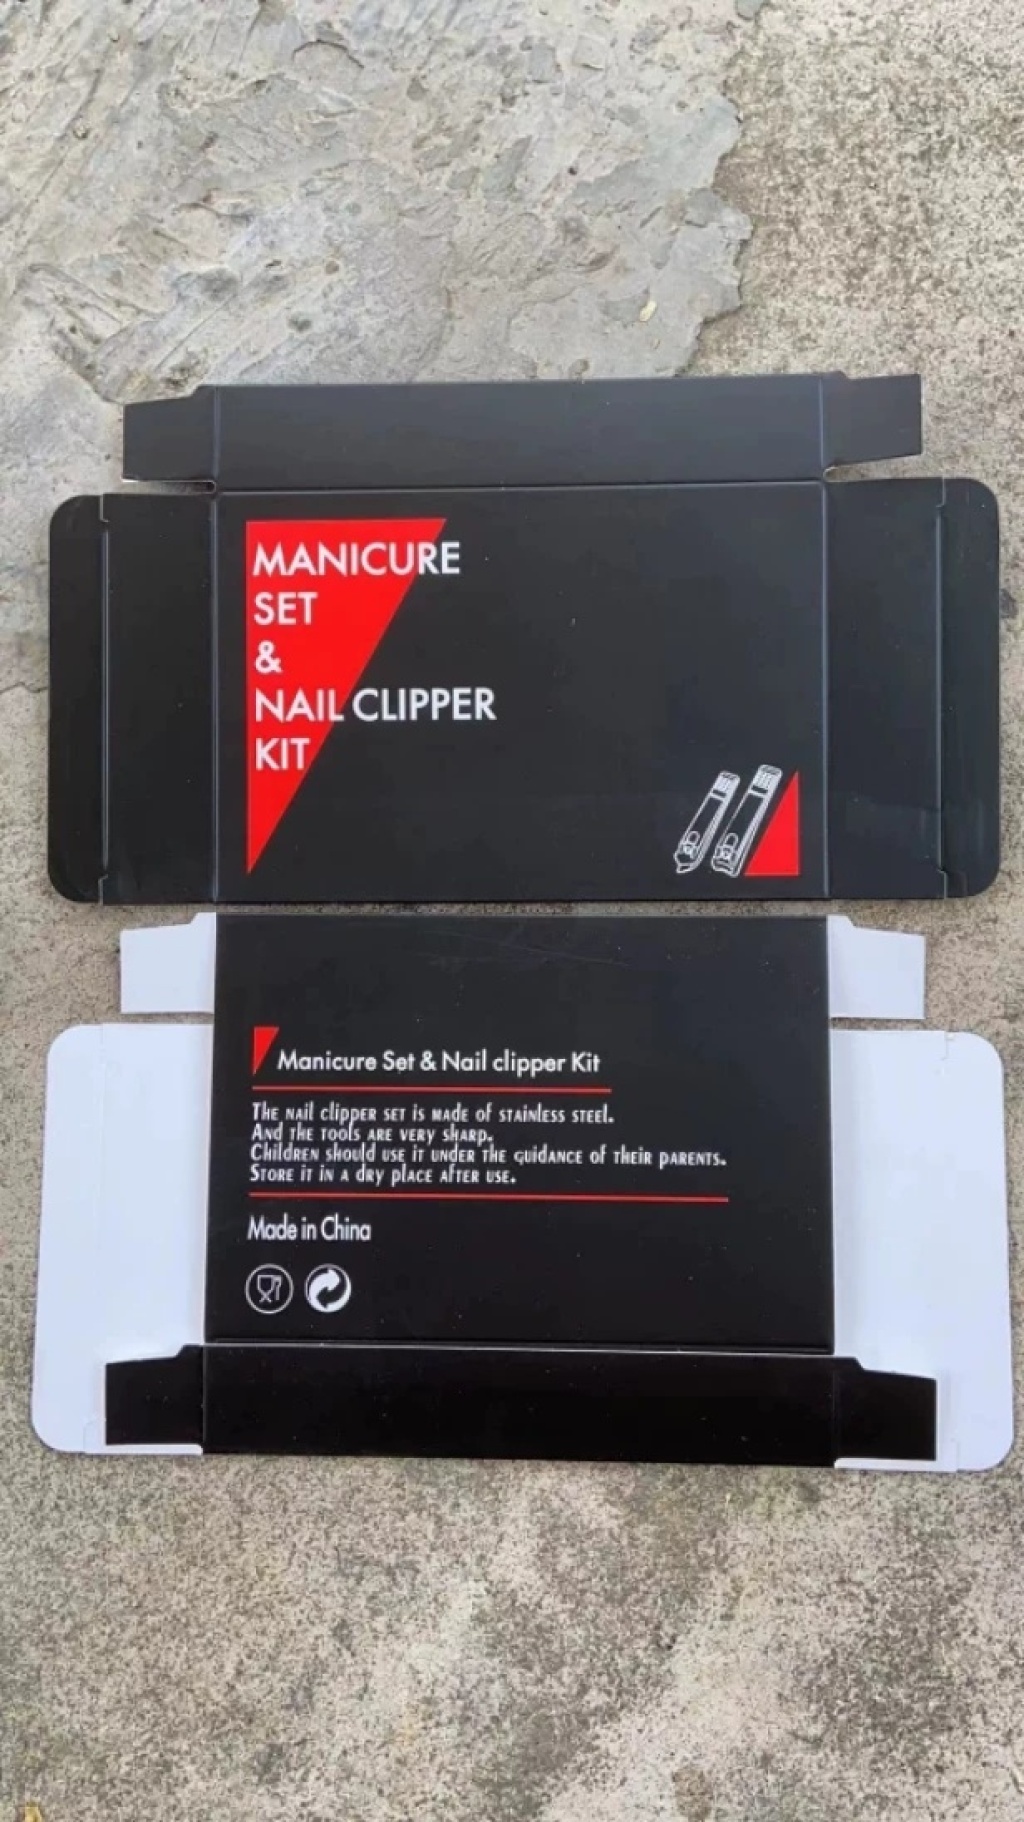 MANICURE
SET
&
NAIL CLIPPER
KIT
Manicure Set & Nail clipper Kit
The nail clipper set is made of stainless steel.
And the tools are very sharp.
Children should use it under the guidance of their parents.
Store it in a dry place after use.
Made in China